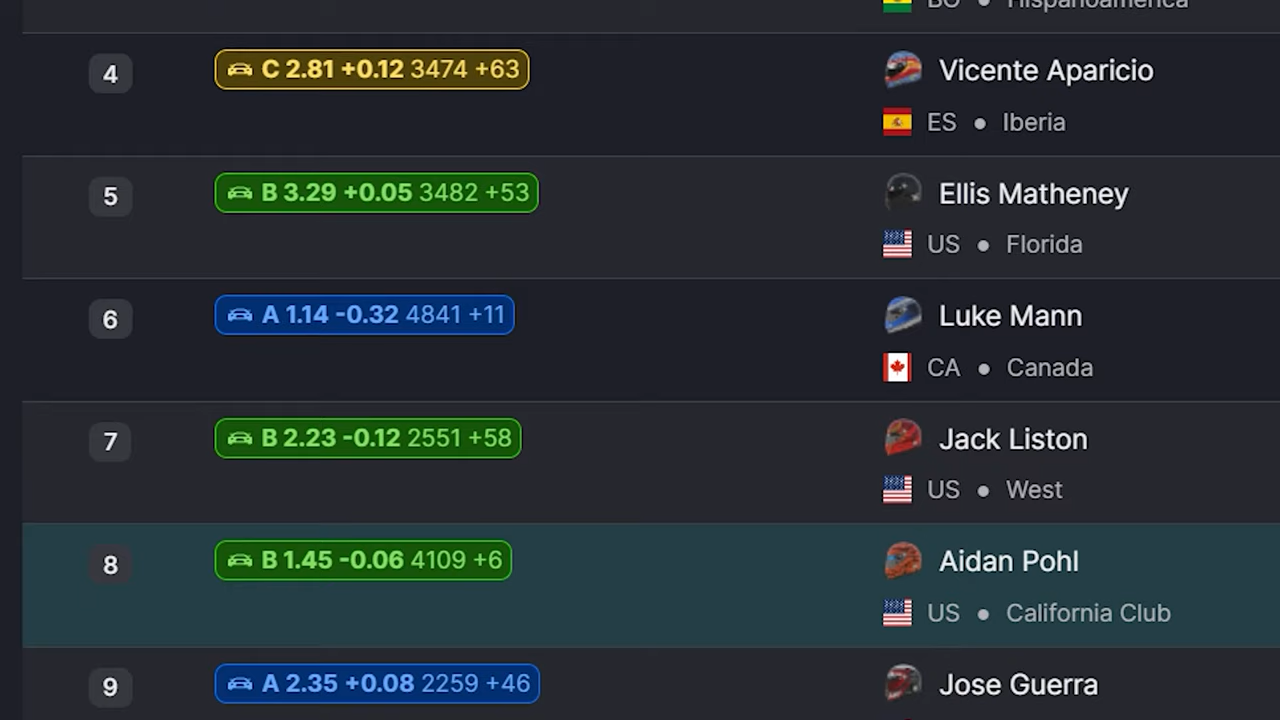 BO • Hispanoamérica
4 C 2.81 +0.12 3474 +63 Vicente Aparicio
ES • Iberia
5 B 3.29 +0.05 3482 +53 Ellis Matheney
US • Florida
6 A 1.14 -0.32 4841 +11 Luke Mann
CA • Canada
7 B 2.23 -0.12 2551 +58 Jack Liston
US • West
8 B 1.45 -0.06 4109 +6 Aidan Pohl
US • California Club
9 A 2.35 +0.08 2259 +46 Jose Guerra